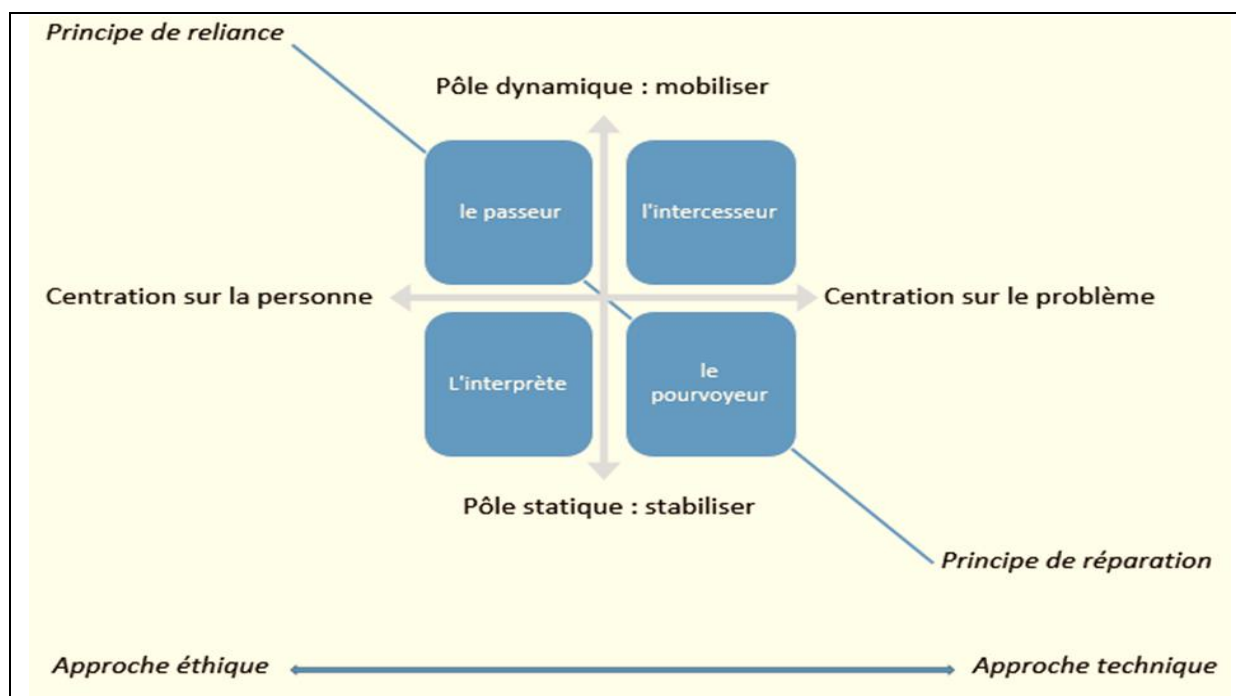 Principe de reliance
Pôle dynamique : mobiliser
le passeur
l'intercesseur
Centration sur la personne
Centration sur le problème
L'interprète
le
pourvoyeur
Pôle statique : stabiliser
Principe de réparation
Approche éthique
Approche technique